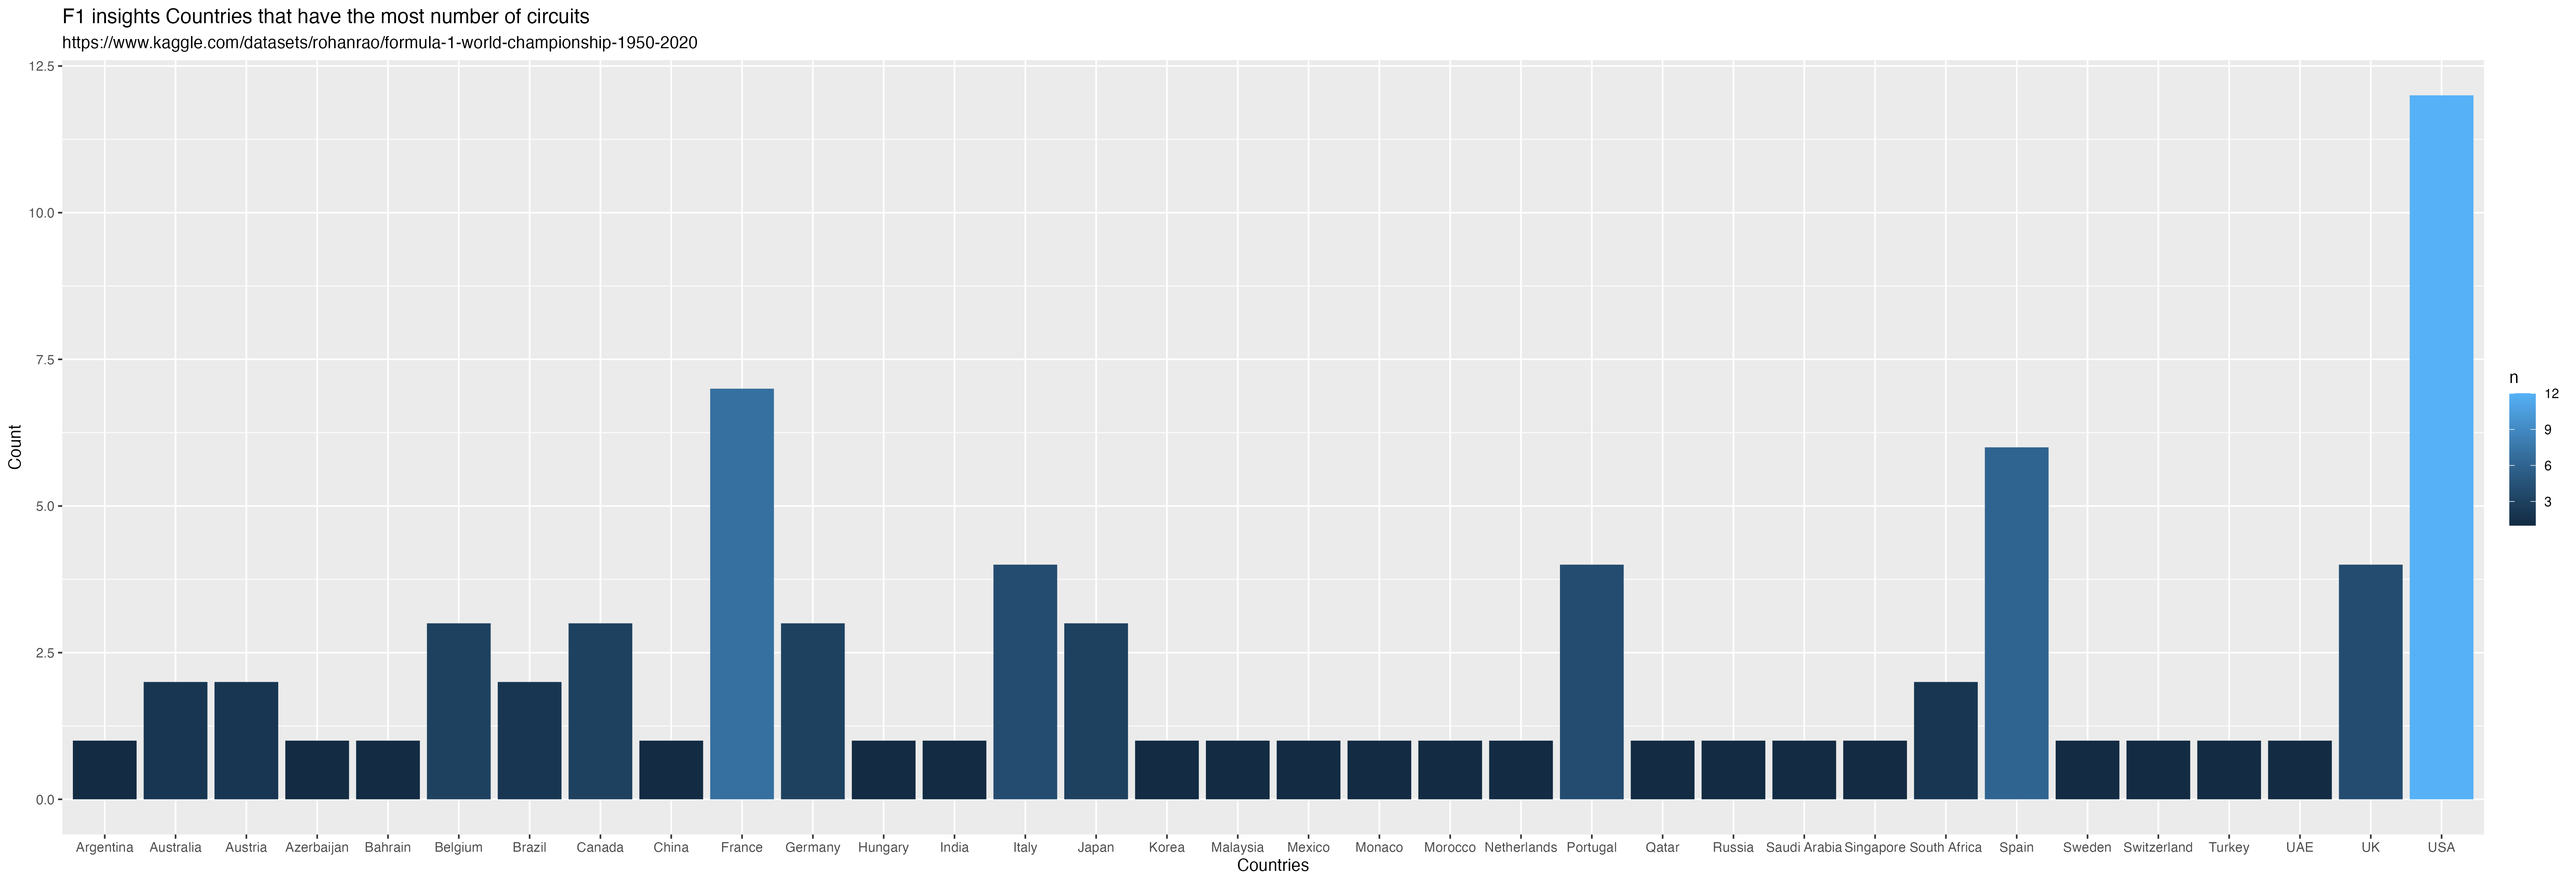 F1 insights Countries that have the most number of circuits
https://www.kaggle.com/datasets/rohanrao/formula-1-world-championship-1950-2020
12.5
10.0
7.5
5.0
2.5
0.0
Count
Argentina Australia Austria Azerbaijan Bahrain Belgium Brazil Canada China France Germany Hungary India Italy Japan Korea Malaysia Mexico Monaco Morocco Netherlands Portugal Qatar Russia Saudi Arabia Singapore South Africa Spain Sweden Switzerland Turkey UAE UK USA
Countries
n
12
9
6
3